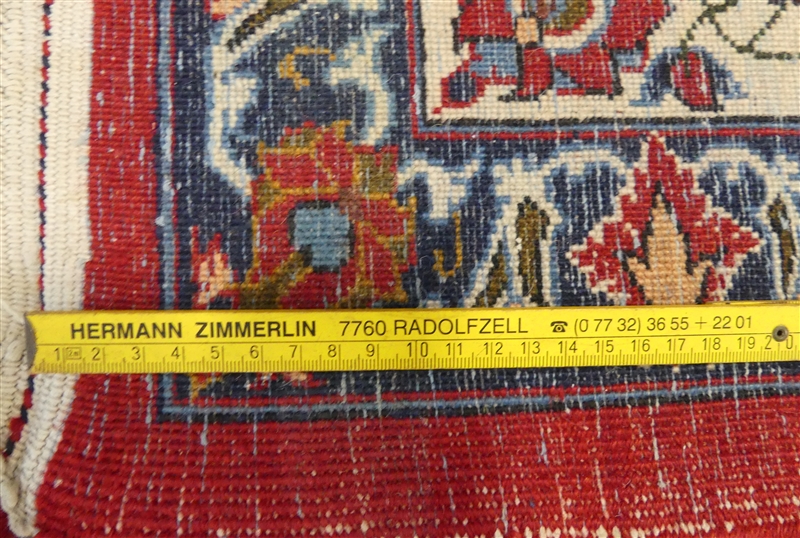 HERMANN ZIMMERLIN 7760 RADOLFZELL ☎ (0 77 32) 36 55 + 22 01
1 2 3 4 5 6 7 8 9 10 11 12 13 14 15 16 17 18 19 20